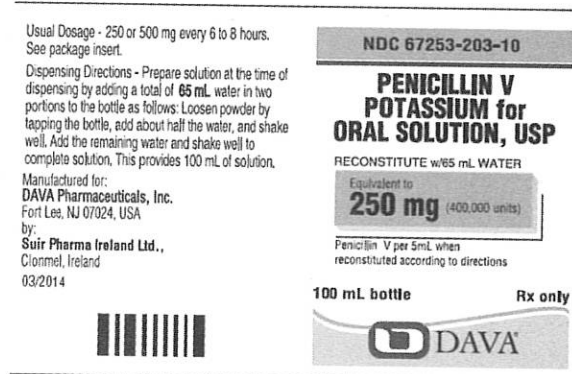 Usual Dosage - 250 or 500 mg every 6 to 8 hours.
See package insert.
Dispensing Directions - Prepare solution at the time of
dispensing by adding a total of 65 mL water in two
portions to the bottle as follows: Loosen powder by
tapping the bottle, add about half the water, and shake
well. Add the remaining water and shake well to
complete solution. This provides 100 mL of solution.
Manufactured for:
DAVA Pharmaceuticals, Inc.
Fort Lee, NJ 07024, USA
by:
Suir Pharma Ireland Ltd.,
Clonmel, Ireland
03/2014
NDC 67253-203-10
PENICILLIN V
POTASSIUM for
ORAL SOLUTION, USP
RECONSTITUTE w/65 mL WATER
Equivalent to
250 mg (400,000 units)
Penicillin V per 5mL when
reconstituted according to directions
100 mL bottle Rx only
DAVA®